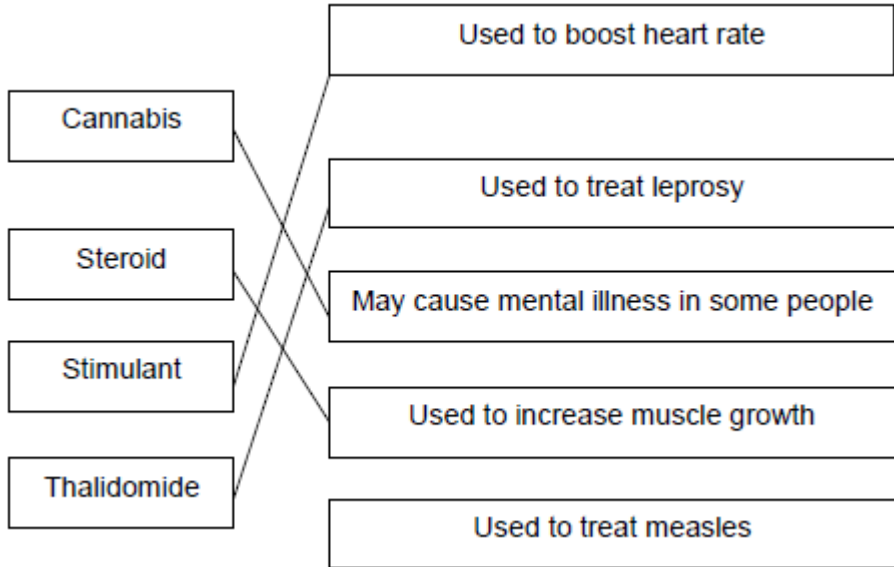 Cannabis
Steroid
Stimulant
Thalidomide
Used to boost heart rate
Used to treat leprosy
May cause mental illness in some people
Used to increase muscle growth
Used to treat measles